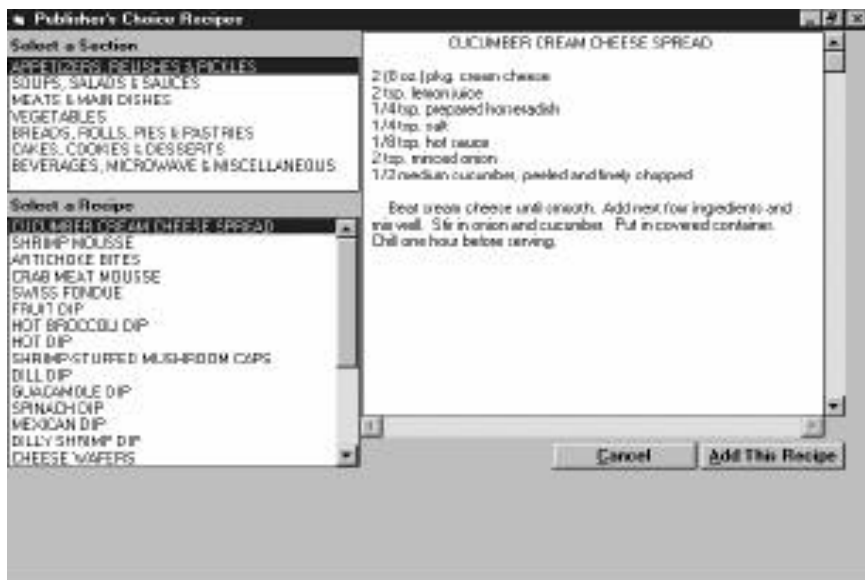 Publisher's Choice Recipes
Select a Section
APPETIZERS, RELISHES & PICKLES
SOUPS, SALADS & SAUCES
MEATS & MAIN DISHES
VEGETABLES
BREADS, ROLLS, PIES & PASTRIES
CAKES, COOKIES & DESSERTS
BEVERAGES, MICROWAVE & MISCELLANEOUS
Select a Recipe
CUCUMBER CREAM CHEESE SPREAD
SHRIMP MOUSSE
ARTICHOKE BITES
CRAB MEAT MOUSSE
SWISS FONDUE
FRUIT DIP
HOT BROCCOLI DIP
HOT DIP
SHRIMP-STUFFED MUSHROOM CAPS
DILL DIP
GUACAMOLE DIP
SPINACH DIP
MEXICAN DIP
DILLY SHRIMP DIP
CHEESE WAFERS
CUCUMBER CREAM CHEESE SPREAD
2 (8 oz.) pkg. cream cheese
2 tsp. lemon juice
1/4 tsp. prepared horseradish
1/4 tsp. salt
1/8 tsp. hot sauce
2 tsp. minced onion
1/2 medium cucumber, peeled and finely chopped
Beat cream cheese until smooth. Add next four ingredients and
mix well. Stir in onion and cucumber. Put in covered container.
Chill one hour before serving.
Cancel
Add This Recipe